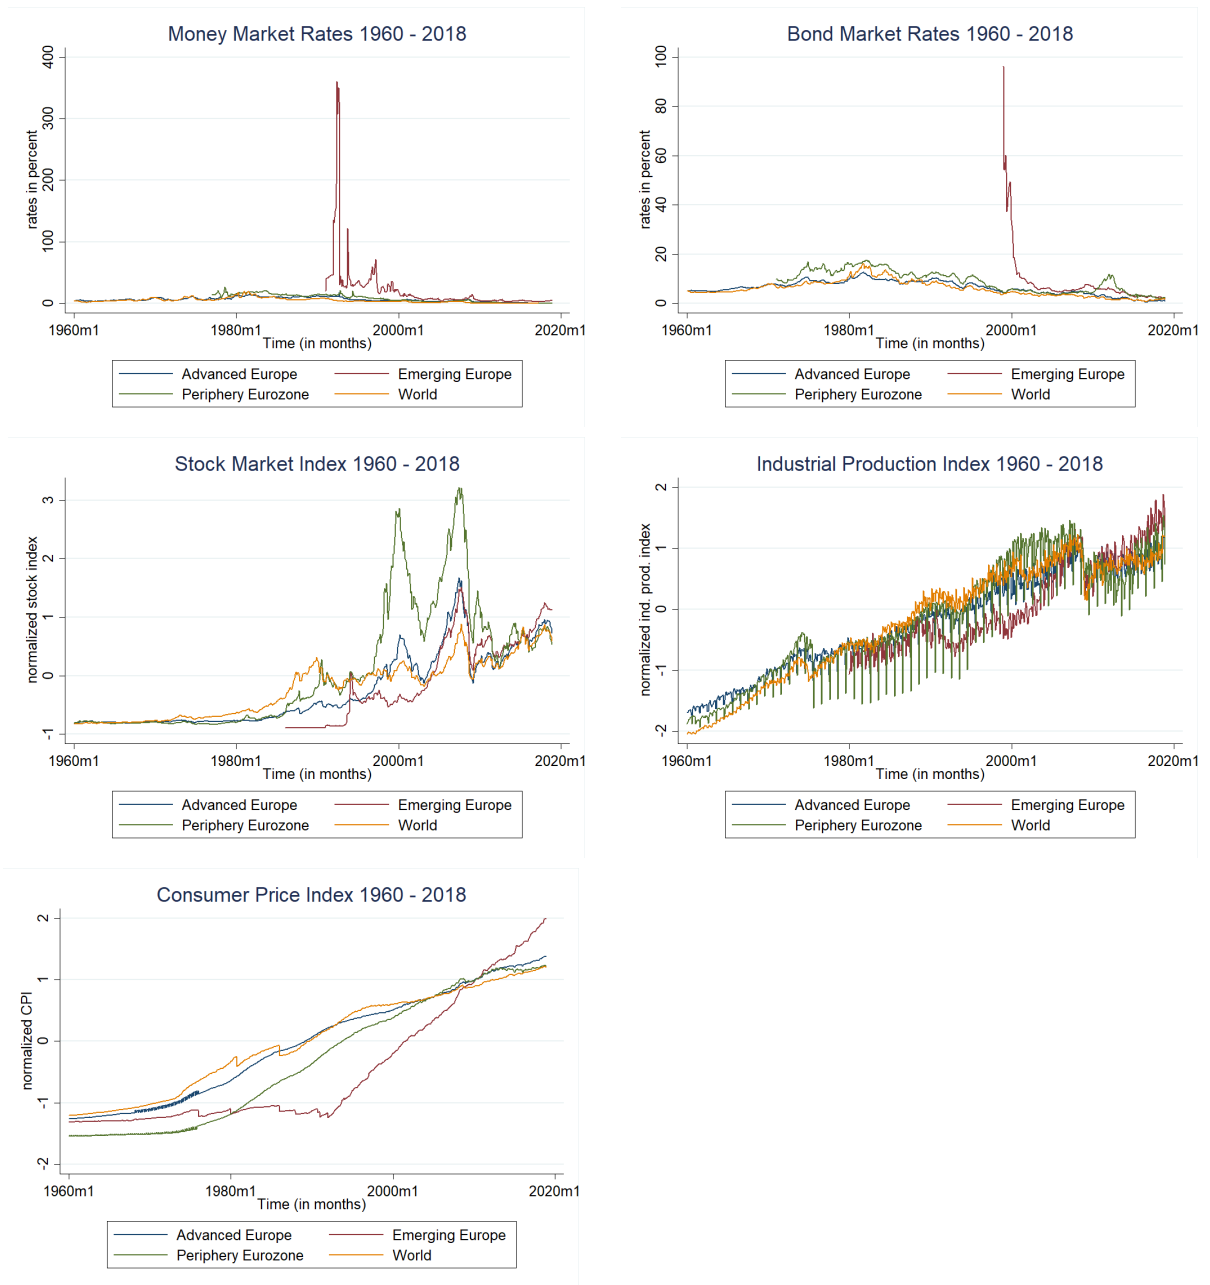 Money Market Rates 1960 - 2018
rates in percent
400
300
200
100
0
1960m1 1980m1 2000m1 2020m1
Time (in months)
Advanced Europe Emerging Europe
Periphery Eurozone World
Bond Market Rates 1960 - 2018
rates in percent
100
80
60
40
20
0
1960m1 1980m1 2000m1 2020m1
Time (in months)
Advanced Europe Emerging Europe
Periphery Eurozone World
Stock Market Index 1960 - 2018
normalized stock index
3
2
1
0
-1
1960m1 1980m1 2000m1 2020m1
Time (in months)
Advanced Europe Emerging Europe
Periphery Eurozone World
Industrial Production Index 1960 - 2018
normalized ind. prod. index
2
1
0
-1
-2
1960m1 1980m1 2000m1 2020m1
Time (in months)
Advanced Europe Emerging Europe
Periphery Eurozone World
Consumer Price Index 1960 - 2018
normalized CPI
2
1
0
-1
-2
1960m1 1980m1 2000m1 2020m1
Time (in months)
Advanced Europe Emerging Europe
Periphery Eurozone World